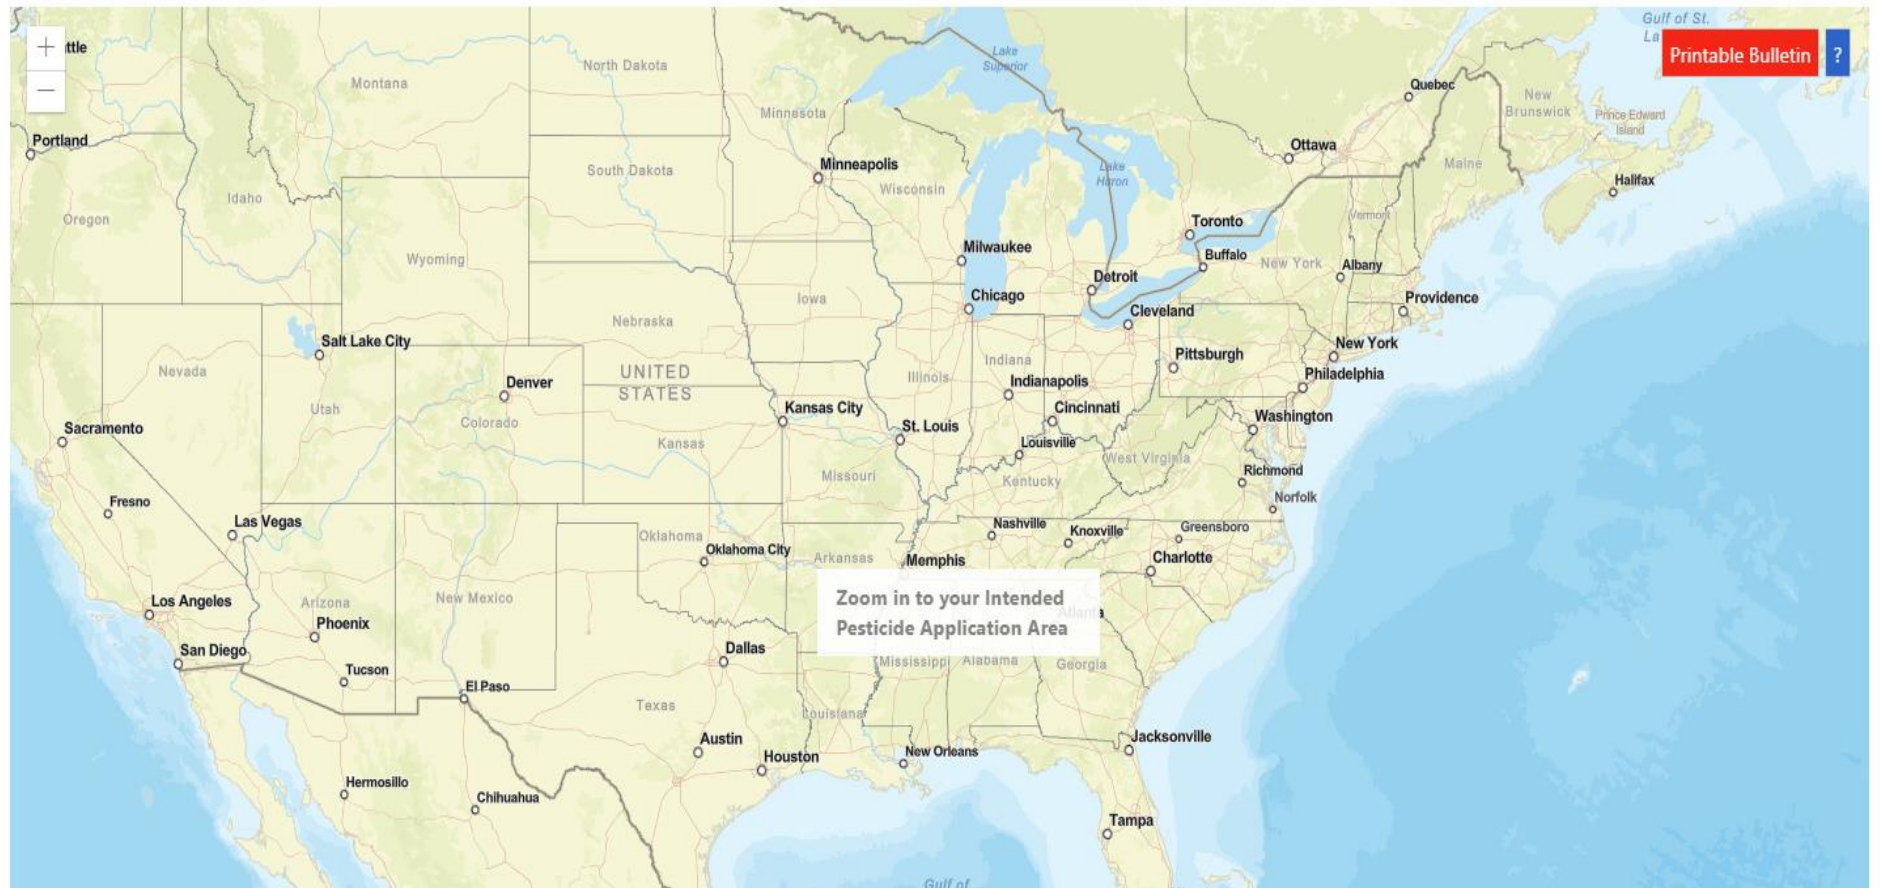 Gulf of St.
La
Printable Bulletin
?
+
ttle
−
Lake
Superior
North Dakota
Montana
Quebec
New
Brunswick
Prince Edward
Island
Minnesota
Portland
Ottawa
Minneapolis
South Dakota
Lake
Huron
Maine
Halifax
Wisconsin
Idaho
Oregon
Vermont
Toronto
Milwaukee
Buffalo
New York
Albany
Wyoming
Detroit
Chicago
Iowa
Providence
Cleveland
Nebraska
Salt Lake City
New York
Pittsburgh
Indiana
Nevada
UNITED
STATES
Illinois
Philadelphia
Denver
Indianapolis
Utah
Kansas City
Cincinnati
Washington
Sacramento
Colorado
St. Louis
Kansas
Louisville
West Virginia
Richmond
Missouri
Kentucky
Norfolk
Fresno
Las Vegas
Nashville
Knoxville
Greensboro
Oklahoma
Oklahoma City
Arkansas
Memphis
Charlotte
Zoom in to your Intended
Pesticide Application Area
Atlanta
Los Angeles
Arizona
New Mexico
Phoenix
San Diego
Dallas
Mississippi
Alabama
Georgia
Tucson
El Paso
Texas
Louisiana
Austin
Houston
New Orleans
Jacksonville
Hermosillo
Chihuahua
Tampa
Gulf of